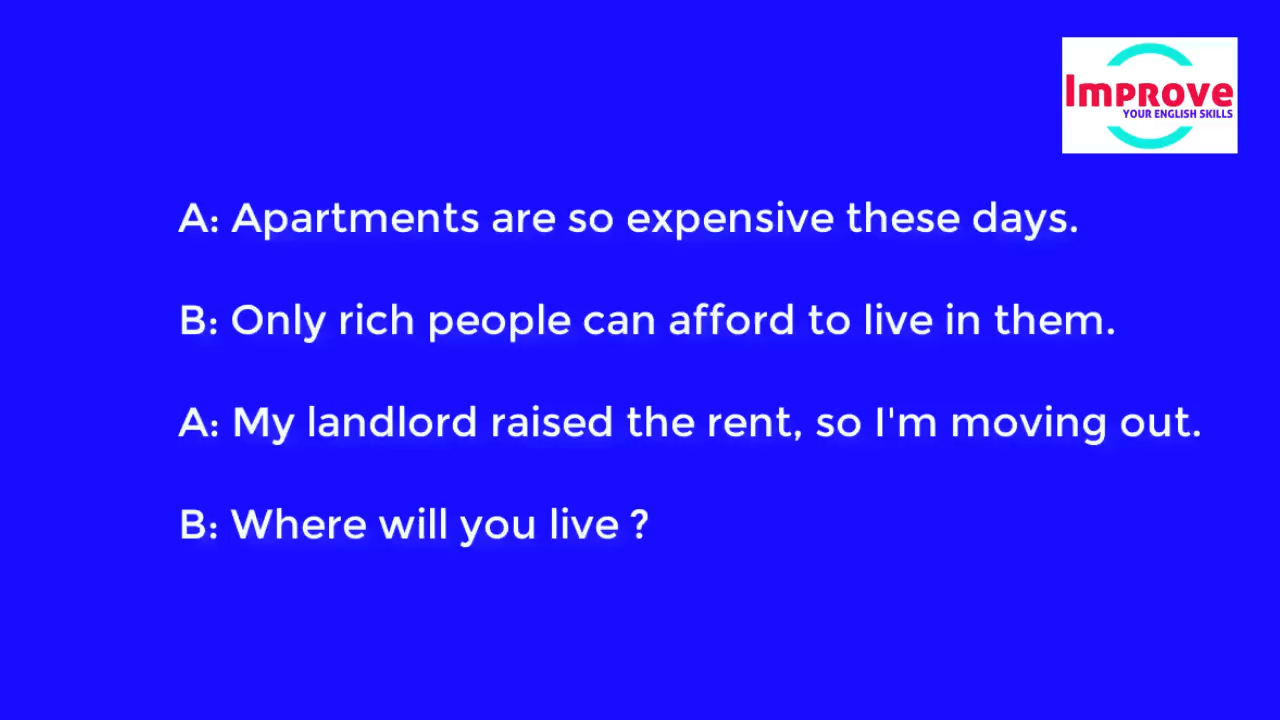 Improve
YOUR ENGLISH SKILLS
A: Apartments are so expensive these days.
B: Only rich people can afford to live in them.
A: My landlord raised the rent, so I'm moving out.
B: Where will you live ?